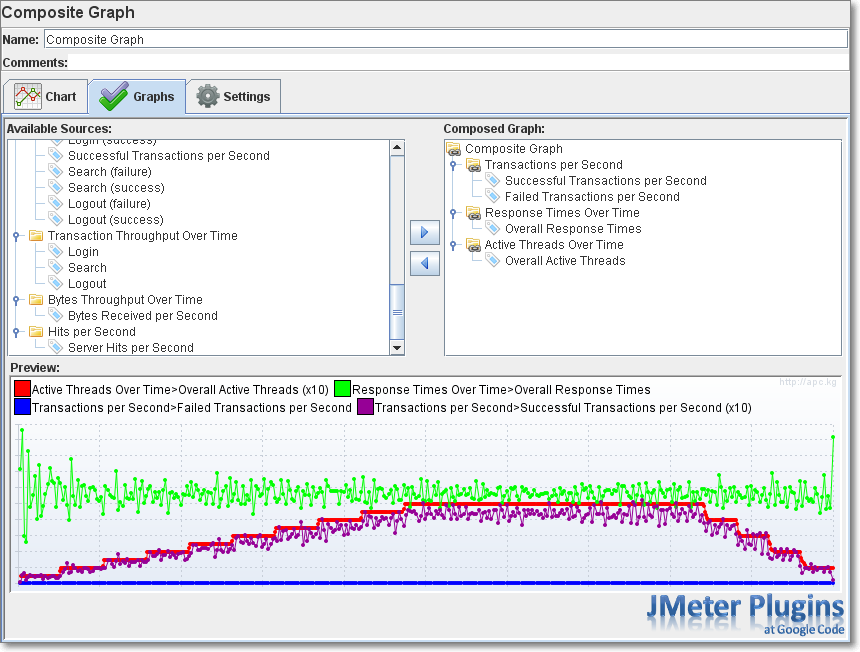 Composite Graph
Name: Composite Graph
Comments:
Chart Graphs Settings
Available Sources:
Login (success)
Successful Transactions per Second
Search (failure)
Search (success)
Logout (failure)
Logout (success)
Transaction Throughput Over Time
Login
Search
Logout
Bytes Throughput Over Time
Bytes Received per Second
Hits per Second
Server Hits per Second
Composed Graph:
Composite Graph
Transactions per Second
Successful Transactions per Second
Failed Transactions per Second
Response Times Over Time
Overall Response Times
Active Threads Over Time
Overall Active Threads
Preview:
http://apc.kg
Active Threads Over Time>Overall Active Threads (x10) Response Times Over Time>Overall Response Times
Transactions per Second>Failed Transactions per Second Transactions per Second>Successful Transactions per Second (x10)
JMeter Plugins
at Google Code